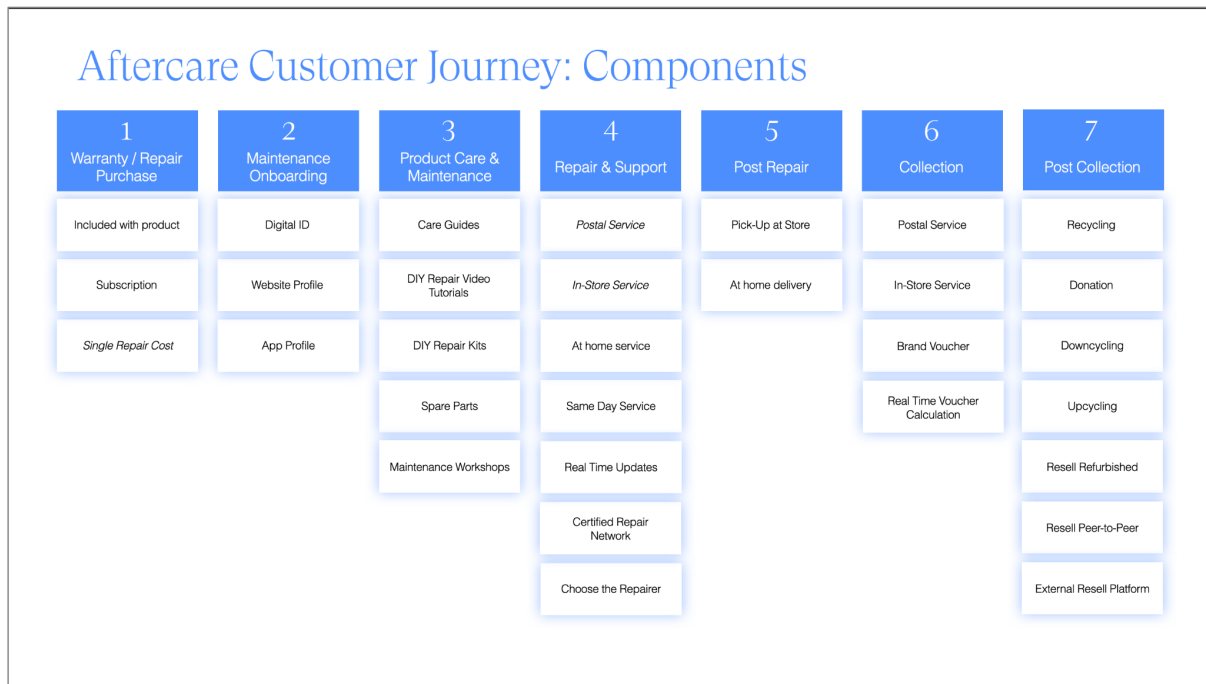 Aftercare Customer Journey: Components
1
Warranty / Repair
Purchase
Included with product
Subscription
Single Repair Cost
2
Maintenance
Onboarding
Digital ID
Website Profile
App Profile
3
Product Care &
Maintenance
Care Guides
DIY Repair Video
Tutorials
DIY Repair Kits
Spare Parts
Maintenance Workshops
4
Repair & Support
Postal Service
In-Store Service
At home service
Same Day Service
Real Time Updates
Certified Repair
Network
Choose the Repairer
5
Post Repair
Pick-Up at Store
At home delivery
6
Collection
Postal Service
In-Store Service
Brand Voucher
Real Time Voucher
Calculation
7
Post Collection
Recycling
Donation
Downcycling
Upcycling
Resell Refurbished
Resell Peer-to-Peer
External Resell Platform